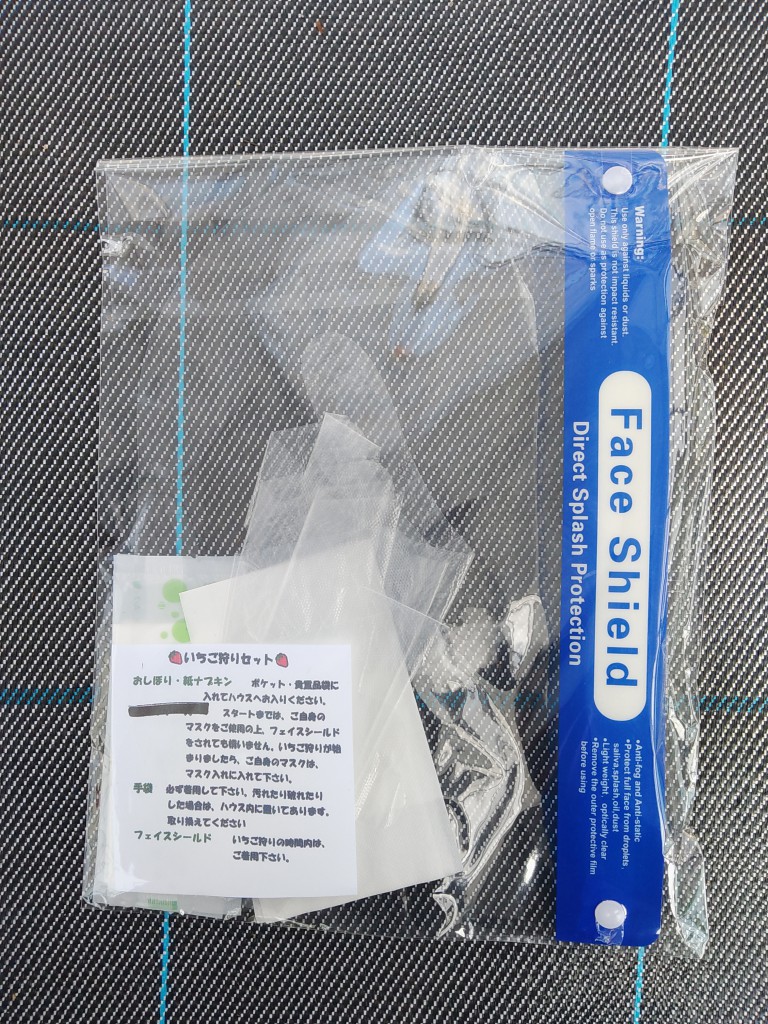 Warning:
Use only against liquids or dust.
This shield is not impact resistant.
Do not use as protection against
open flame or sparks
Face Shield
Direct Splash Protection
•Anti-fog and Anti-static
•Protect full face from droplets,
saliva,splash,oil,dust
•Light weight optically clear
•Remove the outer protective film
before using
いちご狩りセット
おしぼり・紙ナプキン ポケット・貴重品袋に
入れてハウスへお入りください。
スタートまでは、ご自身の
マスクをご使用の上、フェイスシールド
をされても構いません。いちご狩りが始
まりましたら、ご自身のマスクは、
マスク入れに入れて下さい。
手袋 必ず着用して下さい。汚れたり破れたり
した場合は、ハウス内に置いてあります。
取り換えてください
フェイスシールド いちご狩りの時間内は、
ご着用下さい。